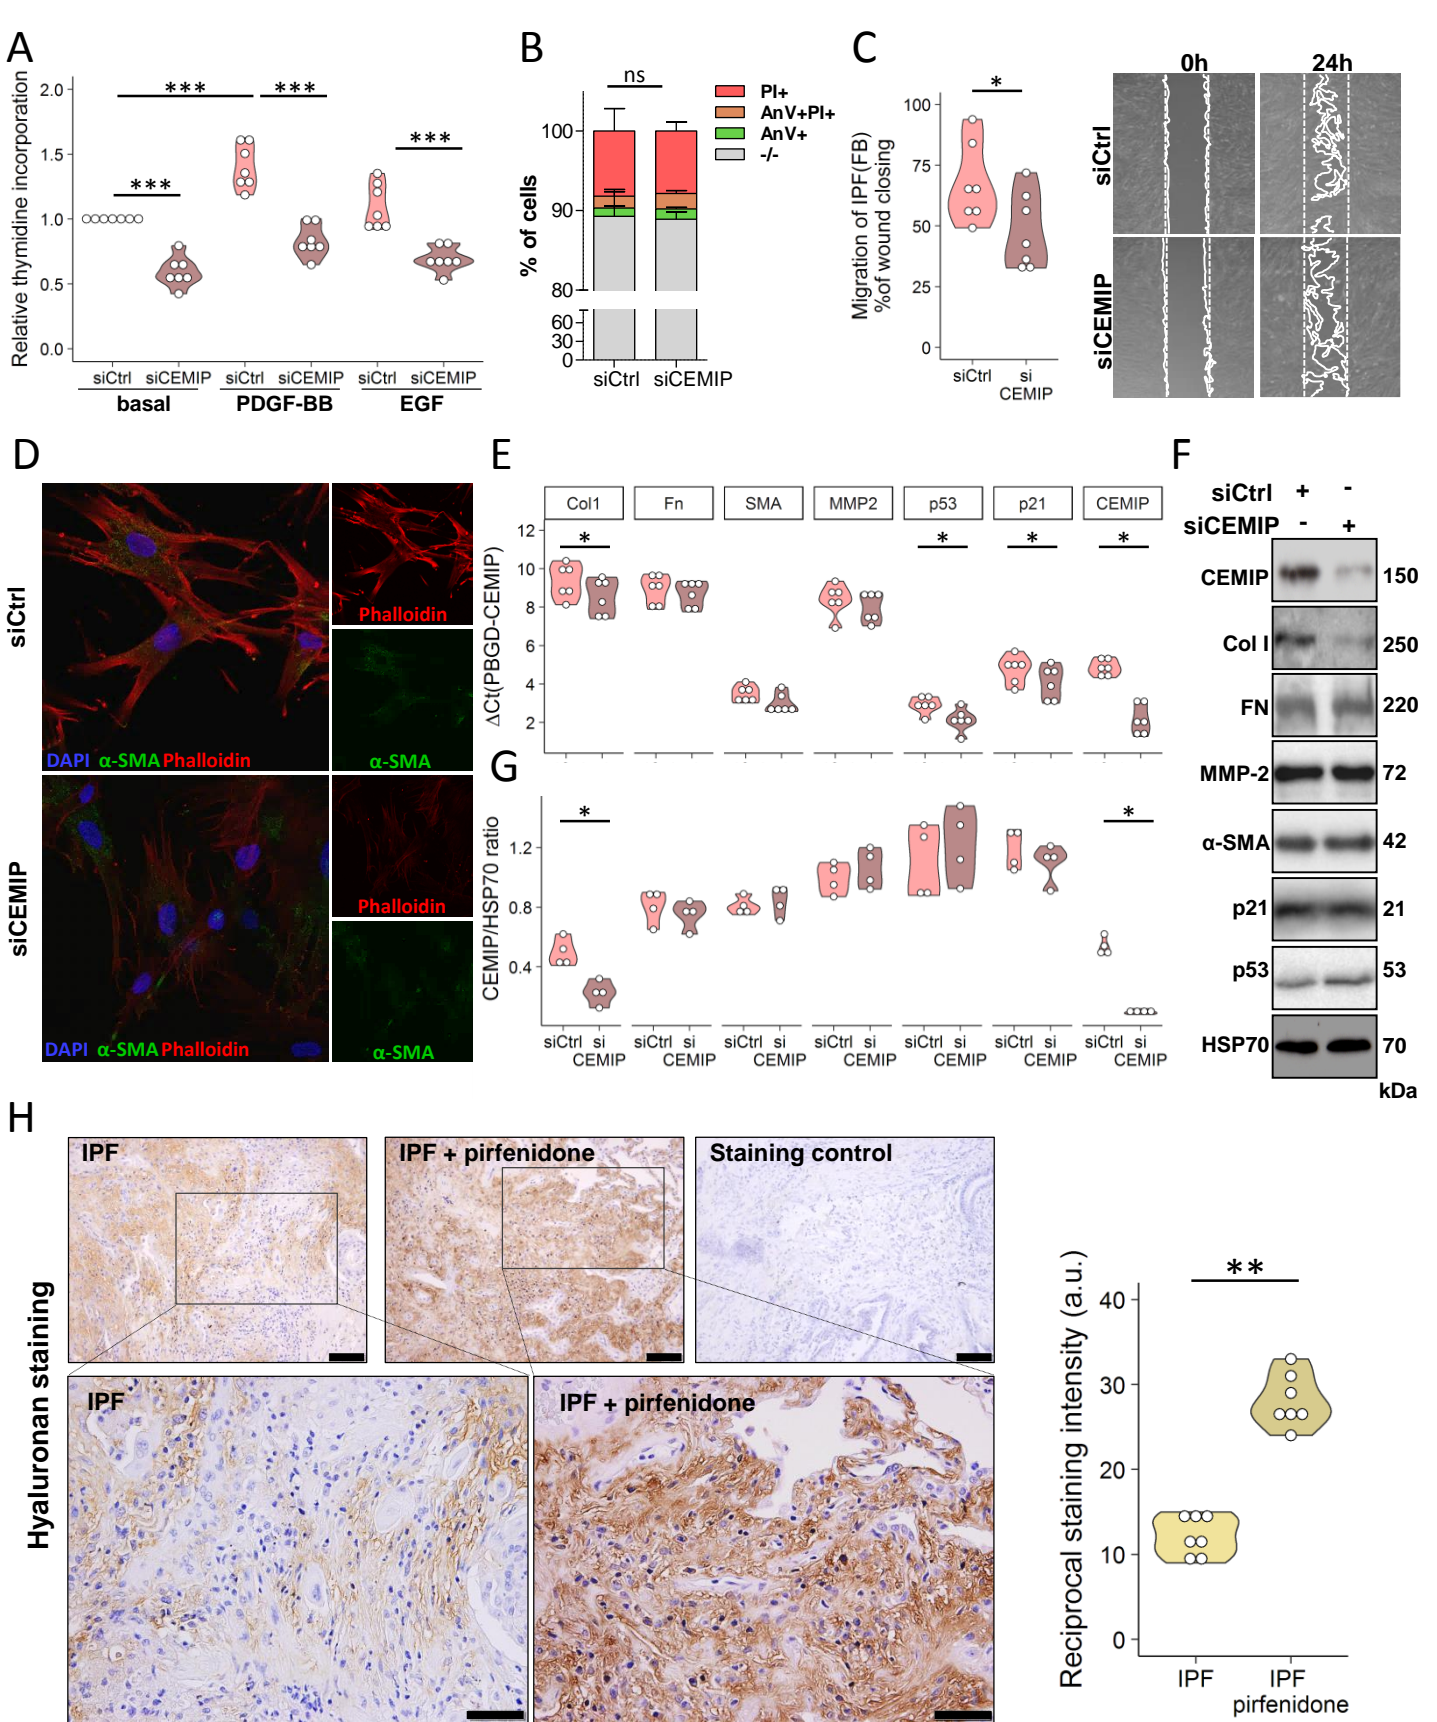 A
Relative thymidine incorporation
2.0
1.5
1.0
0.5
0.0
***
***
***
***
siCtrl siCEMIP siCtrl siCEMIP siCtrl siCEMIP
basal PDGF-BB EGF
B
% of cells
100
90
80
60
30
0
ns
PI+
AnV+PI+
AnV+
-/-
siCtrl siCEMIP
C
Migration of IPF(FB)
%of wound closing
100
75
50
25
0
*
siCtrl si
CEMIP
0h 24h
siCtrl
siCEMIP
D
siCtrl
DAPI α-SMA Phalloidin
Phalloidin
α-SMA
siCEMIP
DAPI α-SMA Phalloidin
Phalloidin
α-SMA
E
ΔCt(PBGD-CEMIP)
Col1 Fn SMA MMP2 p53 p21 CEMIP
12
10
8
6
4
2
* * * *
G
CEMIP/HSP70 ratio
1.2
0.8
0.4
* *
siCtrl si siCtrl si siCtrl si siCtrl si siCtrl si siCtrl si siCtrl si
CEMIP CEMIP CEMIP CEMIP CEMIP CEMIP CEMIP
F
siCtrl + -
siCEMIP - +
CEMIP 150
Col I 250
FN 220
MMP-2 72
α-SMA 42
p21 21
p53 53
HSP70 70
kDa
H
Hyaluronan staining
IPF
IPF + pirfenidone
Staining control
IPF
IPF + pirfenidone
Reciprocal staining intensity (a.u.)
40
30
20
10
0
**
IPF IPF
pirfenidone